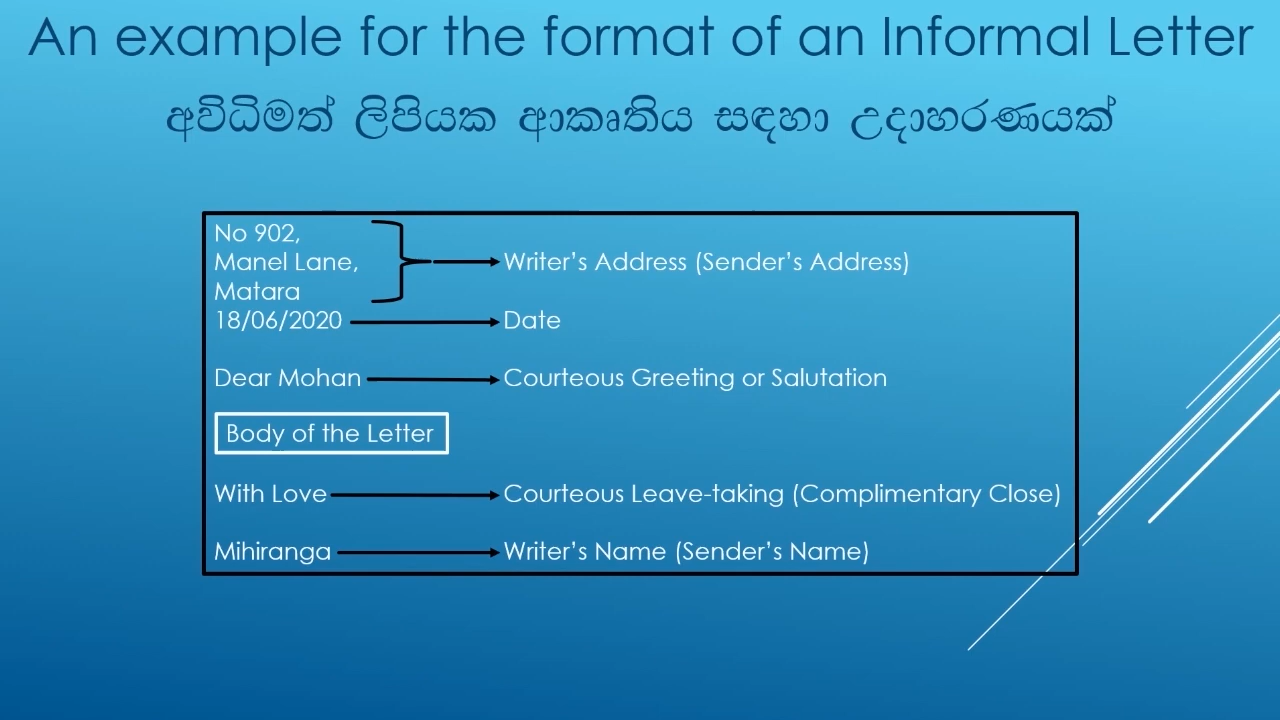 An example for the format of an Informal Letter
අවිධිමත් ලිපියක ආකෘතිය සඳහා උදාහරණයක්
No 902,
Manel Lane,
Writer’s Address (Sender’s Address)
Matara
18/06/2020
Date
Dear Mohan
Courteous Greeting or Salutation
Body of the Letter
With Love
Courteous Leave-taking (Complimentary Close)
Mihiranga
Writer’s Name (Sender’s Name)